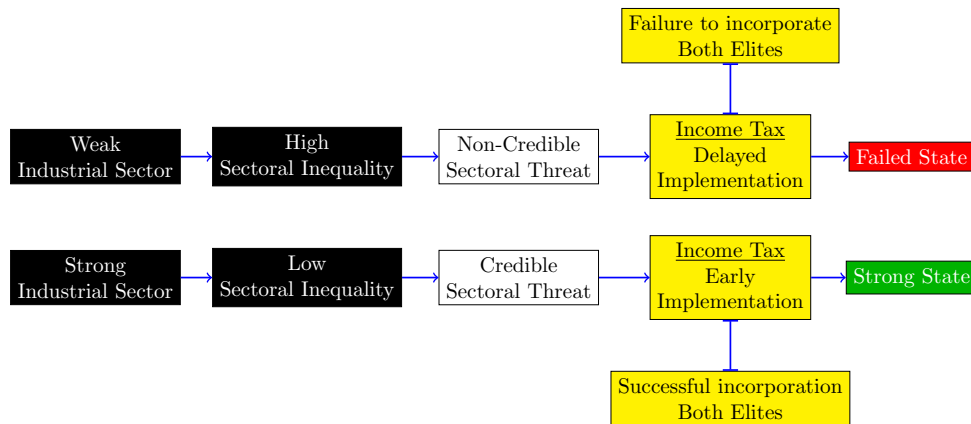 Failure to incorporate
Both Elites
Weak
Industrial Sector
High
Sectoral Inequality
Non-Credible
Sectoral Threat
Income Tax
Delayed
Implementation
Failed State
Strong
Industrial Sector
Low
Sectoral Inequality
Credible
Sectoral Threat
Income Tax
Early
Implementation
Strong State
Successful incorporation
Both Elites